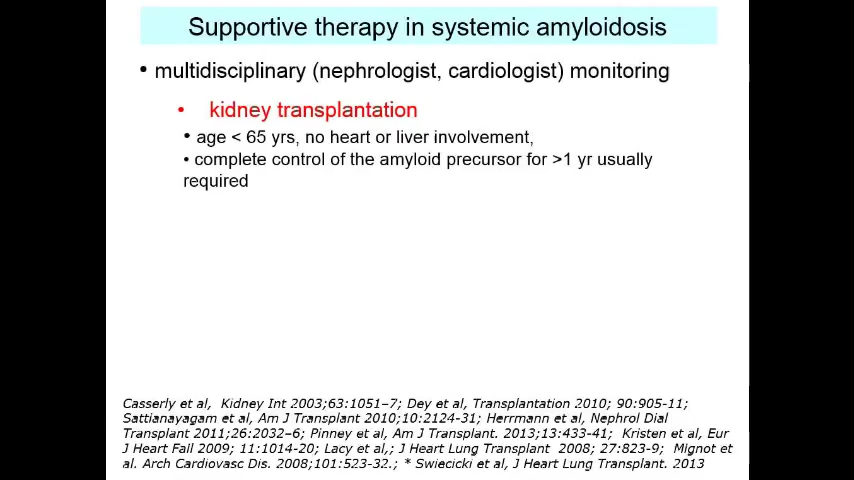 Supportive therapy in systemic amyloidosis
• multidisciplinary (nephrologist, cardiologist) monitoring
• kidney transplantation
• age < 65 yrs, no heart or liver involvement,
• complete control of the amyloid precursor for >1 yr usually
required
Casserly et al, Kidney Int 2003;63:1051–7; Dey et al, Transplantation 2010; 90:905-11;
Sattianayagam et al, Am J Transplant 2010;10:2124-31; Herrmann et al, Nephrol Dial
Transplant 2011;26:2032–6; Pinney et al, Am J Transplant. 2013;13:433-41; Kristen et al, Eur
J Heart Fail 2009; 11:1014-20; Lacy et al,; J Heart Lung Transplant 2008; 27:823-9; Mignot et
al. Arch Cardiovasc Dis. 2008;101:523-32.; * Swiecicki et al, J Heart Lung Transplant. 2013